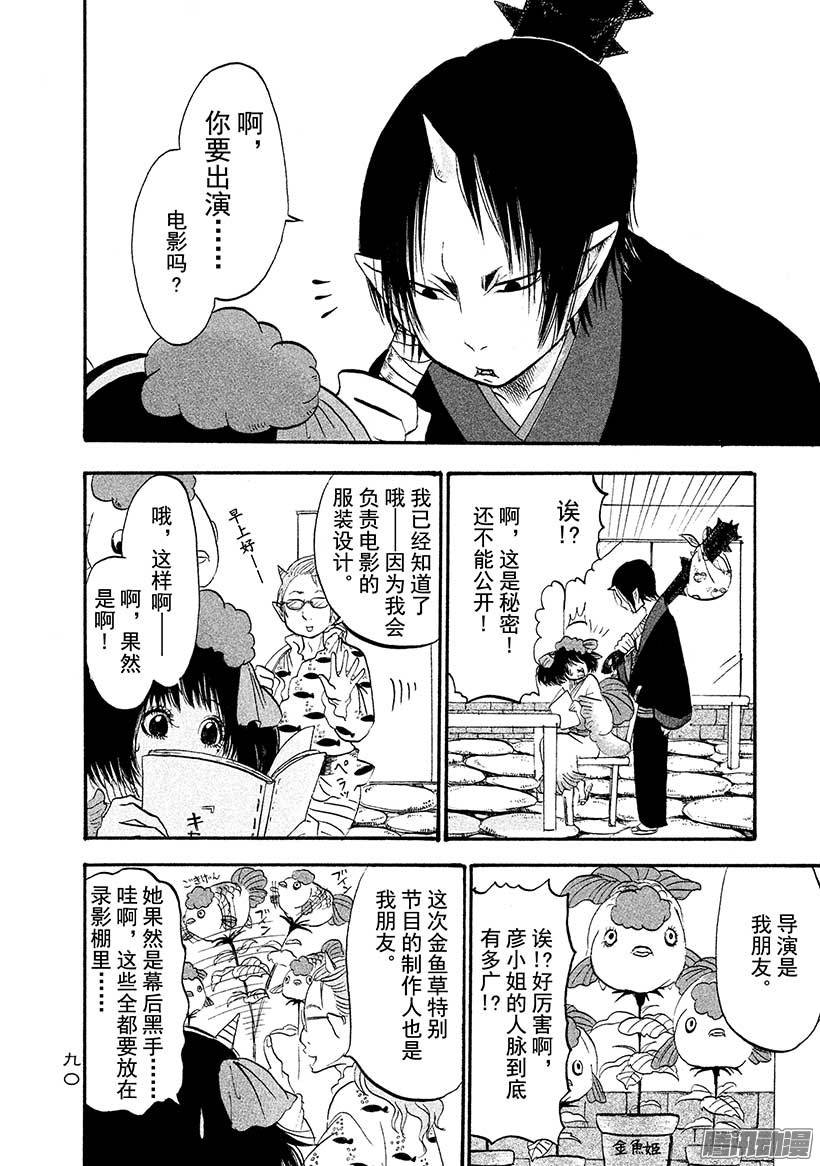 啊，
你要出演……
电影吗？
诶！？
啊，这是秘密！
还不能公开！
我已经知道了
哦——因为我会
负责电影的
服装设计。
早上好——
哦，这样啊——
啊，果然
是啊！
导演是
我朋友。
诶！？好厉害啊，
彦小姐的人脉到底
有多广！？
金魚姫
这次金鱼草特别
节目的制作人也是
我朋友。
ごきげーん
她果然是幕后黑手……
哇啊，这些全都要放在
录影棚里……
九〇
腾讯动漫